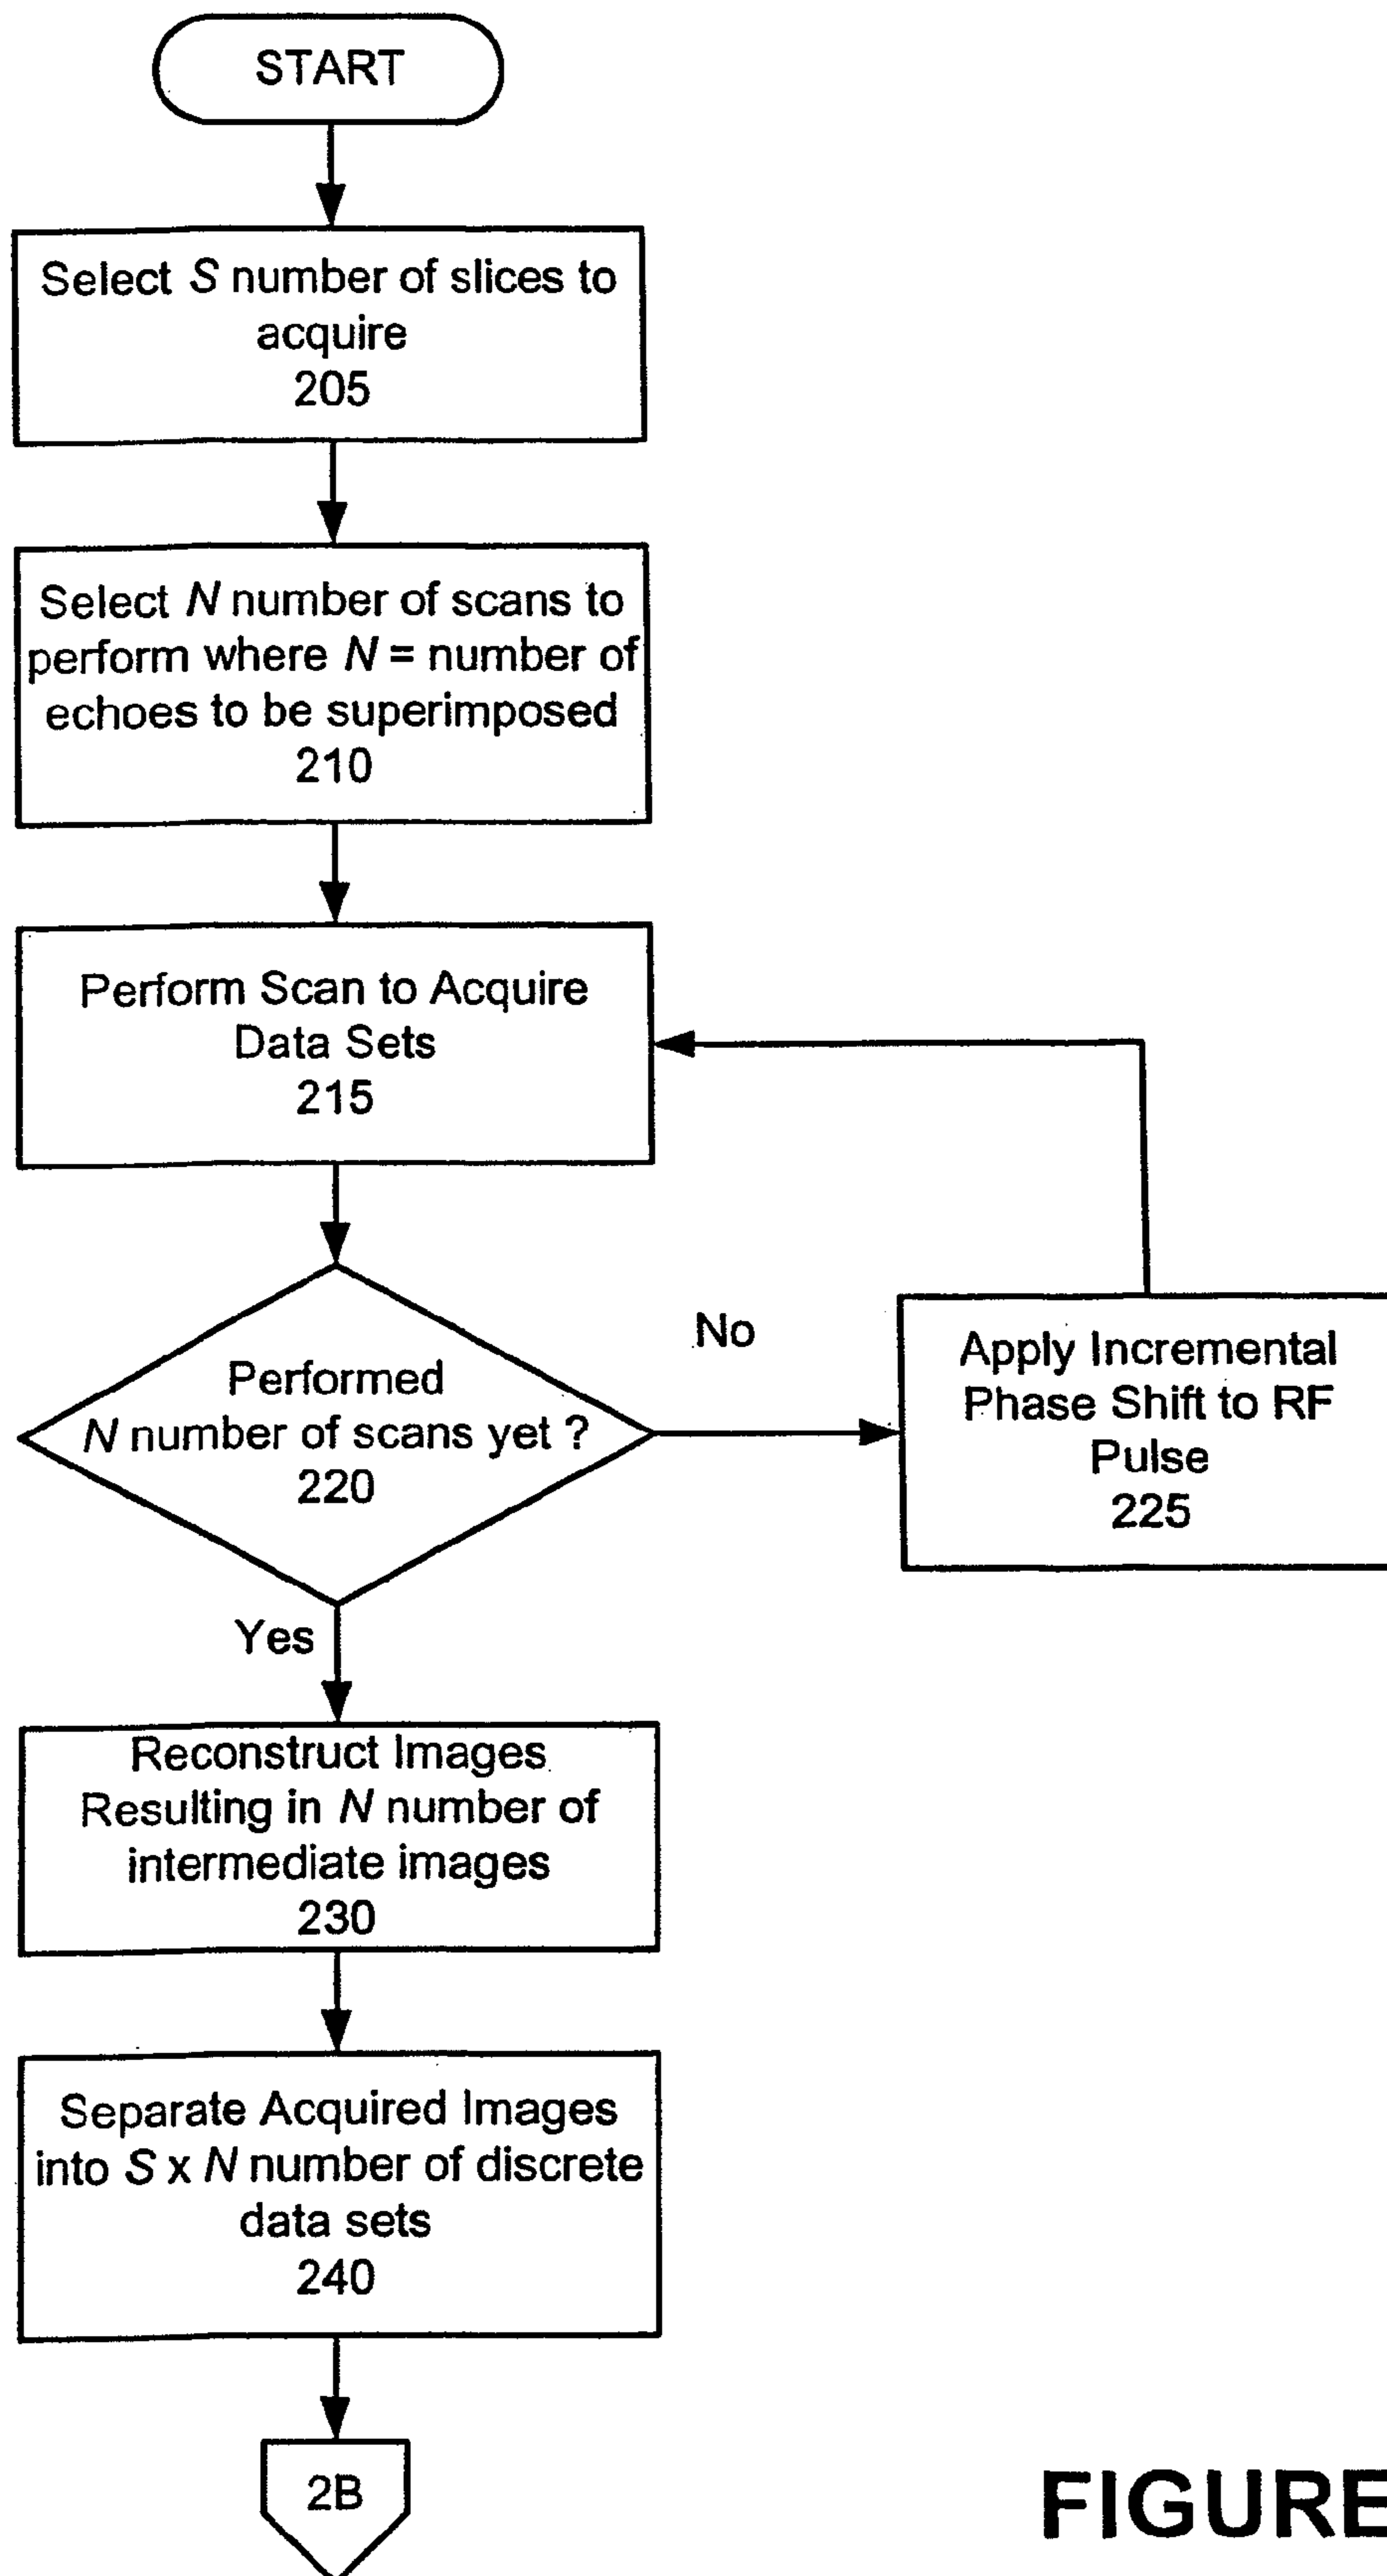 START
Select S number of slices to
acquire
205
Select N number of scans to
perform where N = number of
echoes to be superimposed
210
Perform Scan to Acquire
Data Sets
215
Performed
N number of scans yet ?
220
No
Apply Incremental
Phase Shift to RF
Pulse
225
Yes
Reconstruct Images
Resulting in N number of
intermediate images
230
Separate Acquired Images
into S x N number of discrete
data sets
240
2B
FIGURE